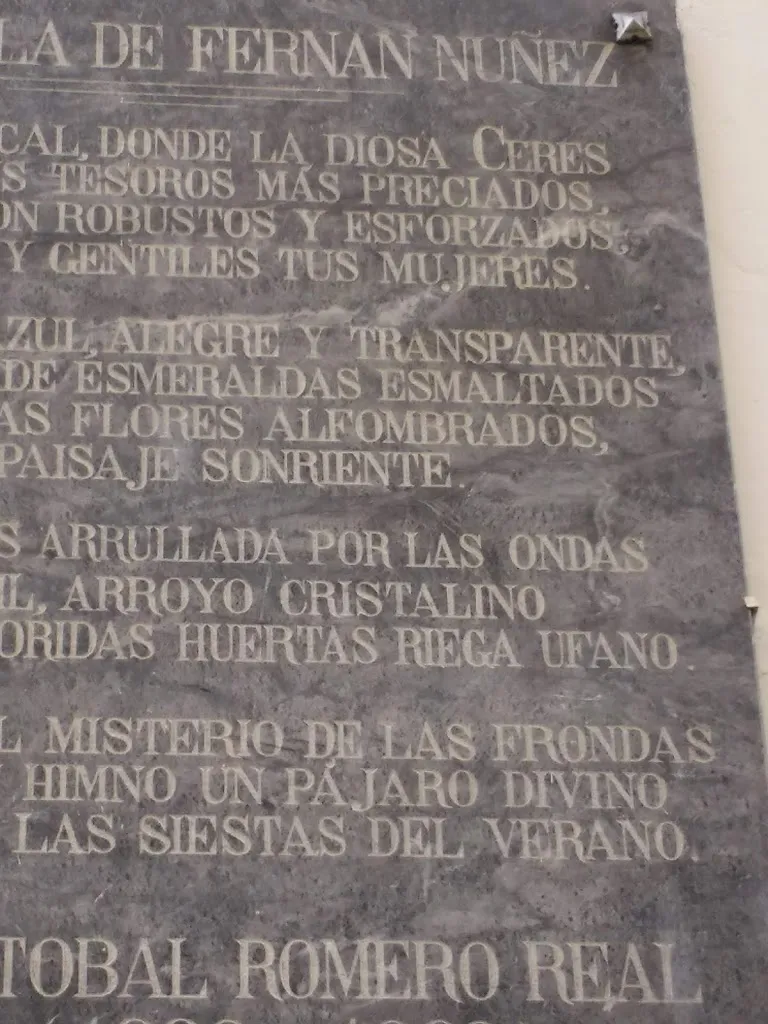 LA DE FERNAN NUÑEZ
CAL, DONDE LA DIOSA CERES
S TESOROS MÁS PRECIADOS,
ON ROBUSTOS Y ESFORZADOS,
Y GENTILES TUS MUJERES.
AZUL, ALEGRE Y TRANSPARENTE,
DE ESMERALDAS ESMALTADOS
AS FLORES ALFOMBRADOS,
PAISAJE SONRIENTE.
S ARRULLADA POR LAS ONDAS
IL, ARROYO CRISTALINO
ORIDAS HUERTAS RIEGA UFANO.
L MISTERIO DE LAS FRONDAS
HIMNO UN PÁJARO DIVINO
LAS SIESTAS DEL VERANO.
TOBAL ROMERO REAL